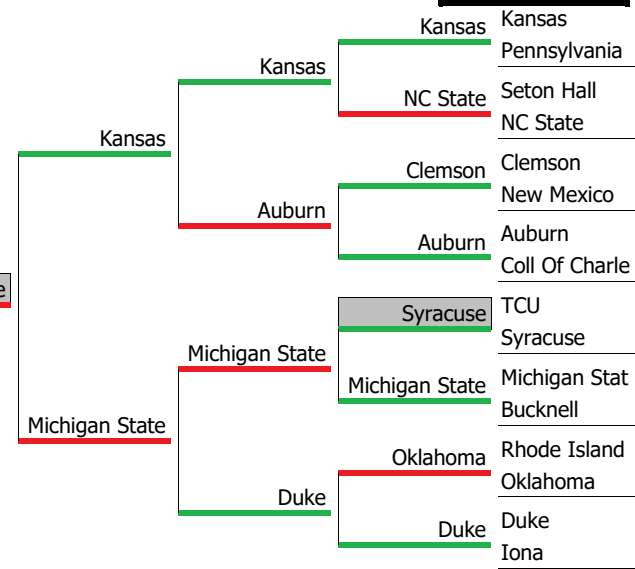 Kansas
Pennsylvania
Seton Hall
NC State
Clemson
New Mexico
Auburn
Coll Of Charle
TCU
Syracuse
Michigan Stat
Bucknell
Rhode Island
Oklahoma
Duke
Iona
Kansas
NC State
Clemson
Auburn
Syracuse
Michigan State
Oklahoma
Duke
Kansas
Auburn
Michigan State
Duke
Kansas
Michigan State
e